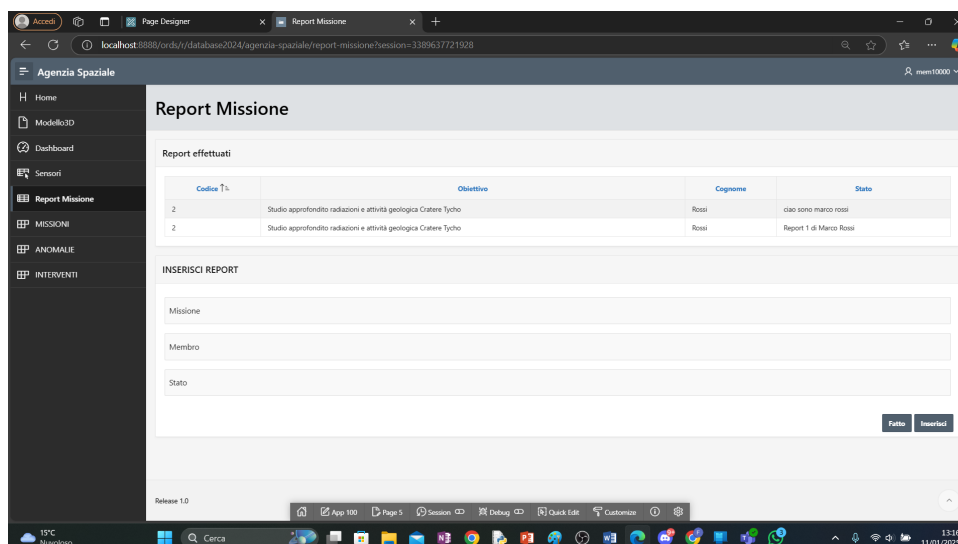 Accedi Page Designer Report Missione
localhost:8888/ords/r/database2024/agenzia-spaziale/report-missione?session=3389637721928
Agenzia Spaziale mem10000
Home
Modello3D
Dashboard
Sensori
Report Missione
MISSIONI
ANOMALIE
INTERVENTI
Report Missione
Report effettuati
Codice Obiettivo Cognome Stato
2 Studio approfondito radiazioni e attività geologica Cratere Tycho Rossi ciao sono marco rossi
2 Studio approfondito radiazioni e attività geologica Cratere Tycho Rossi Report 1 di Marco Rossi
INSERISCI REPORT
Missione
Membro
Stato
Fatto Inserisci
Release 1.0
App 100 Page 5 Session Debug Quick Edit Customize
15°C
Nuvoloso
Cerca
13:16
11/01/2025